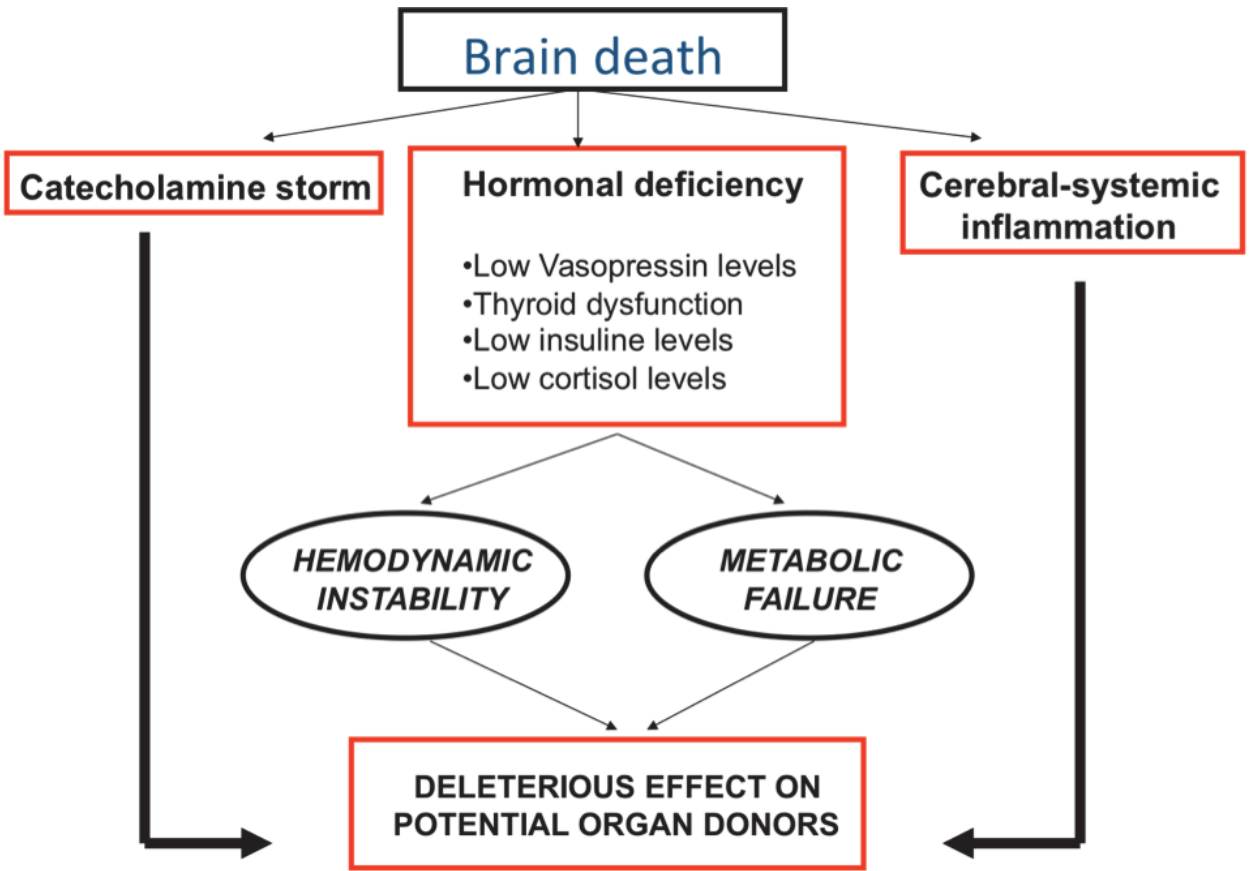 Brain death
Catecholamine storm
Hormonal deficiency
•Low Vasopressin levels
•Thyroid dysfunction
•Low insuline levels
•Low cortisol levels
Cerebral-systemic
inflammation
HEMODYNAMIC
INSTABILITY
METABOLIC
FAILURE
DELETERIOUS EFFECT ON
POTENTIAL ORGAN DONORS